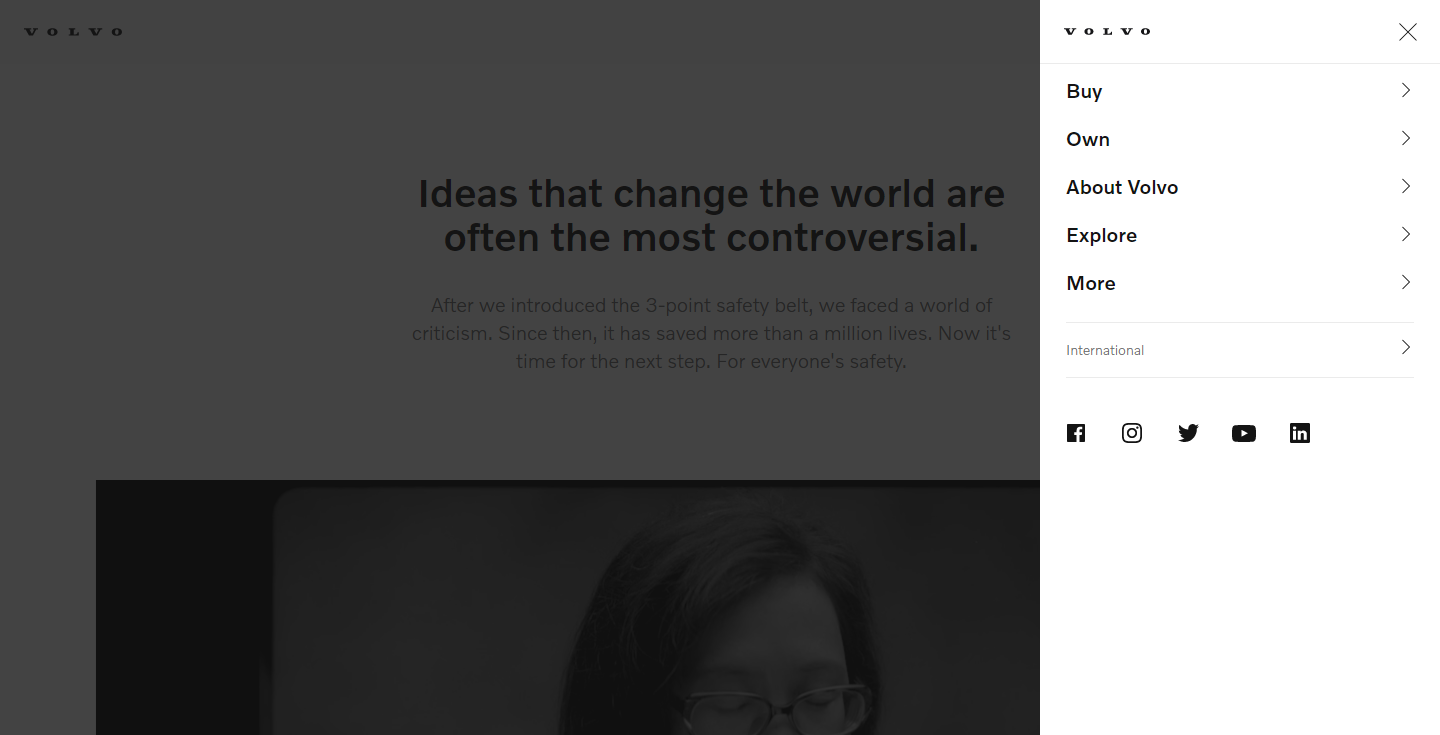 VOLVO
Ideas that change the world are
often the most controversial.
After we introduced the 3-point safety belt, we faced a world of
criticism. Since then, it has saved more than a million lives. Now it's
time for the next step. For everyone's safety.
VOLVO
Buy
Own
About Volvo
Explore
More
International